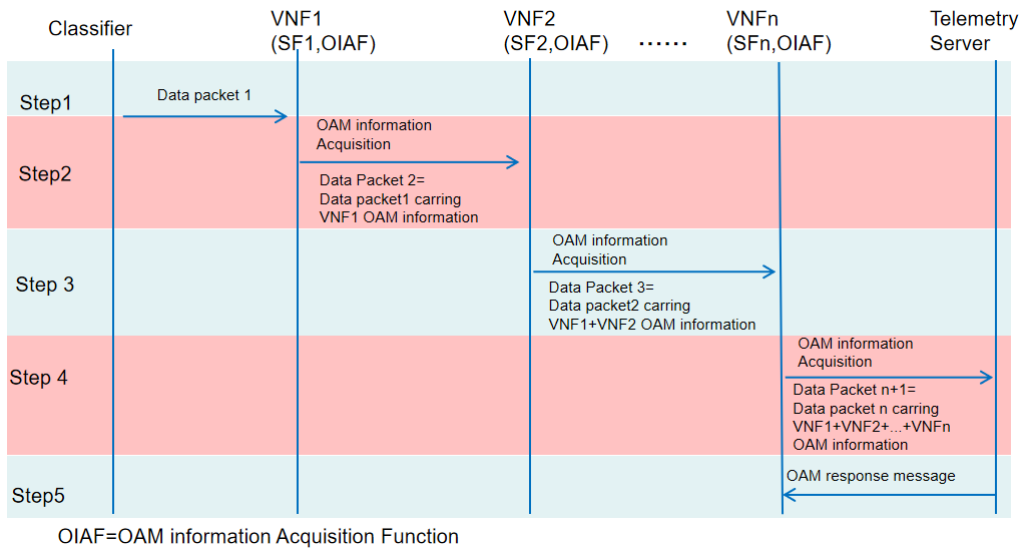 Classifier
VNF1
(SF1,OIAF)
VNF2
(SF2,OIAF)
......
VNFn
(SFn,OIAF)
Telemetry
Server
Step1
Data packet 1
Step2
OAM information
Acquisition
Data Packet 2=
Data packet1 carring
VNF1 OAM information
Step 3
OAM information
Acquisition
Data Packet 3=
Data packet2 carring
VNF1+VNF2 OAM information
Step 4
OAM information
Acquisition
Data Packet n+1=
Data packet n carring
VNF1+VNF2+...+VNFn
OAM information
Step5
OAM response message
OIAF=OAM information Acquisition Function